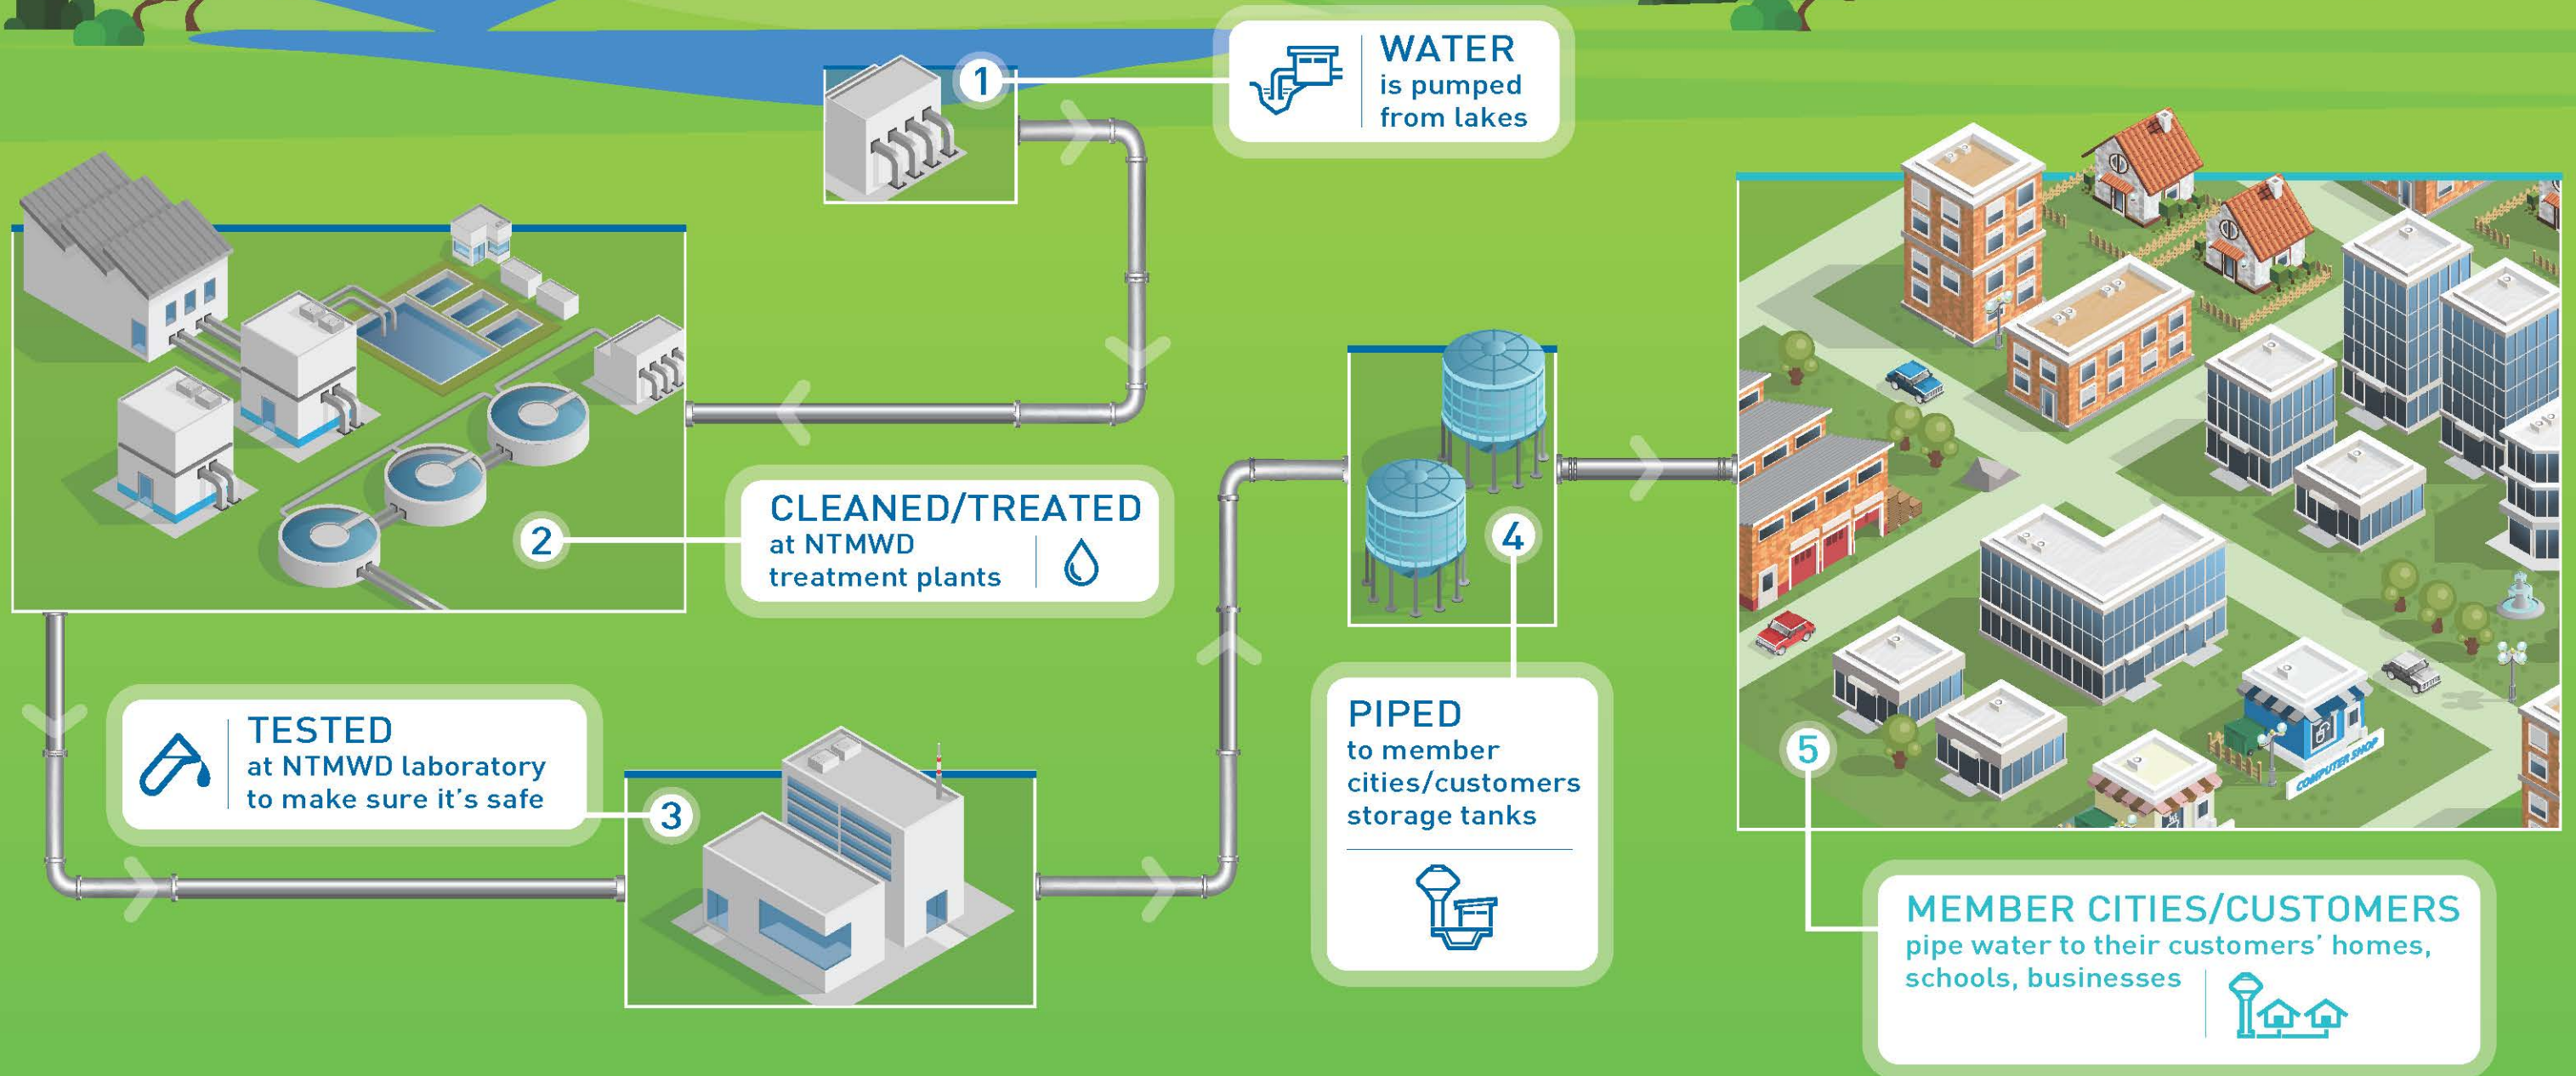 1
WATER
is pumped
from lakes
2
CLEANED/TREATED
at NTMWD
treatment plants
TESTED
at NTMWD laboratory
to make sure it's safe
3
4
PIPED
to member
cities/customers
storage tanks
5
COMPUTER SHOP
MEMBER CITIES/CUSTOMERS
pipe water to their customers' homes,
schools, businesses